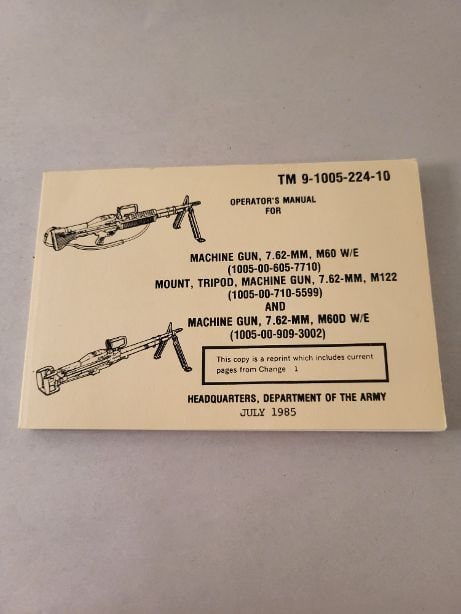 TM 9-1005-224-10
OPERATOR'S MANUAL
FOR
MACHINE GUN, 7.62-MM, M60 W/E
(1005-00-605-7710)
MOUNT, TRIPOD, MACHINE GUN, 7.62-MM, M122
(1005-00-710-5599)
AND
MACHINE GUN, 7.62-MM, M60D W/E
(1005-00-909-3002)
This copy is a reprint which includes current
pages from Change 1
HEADQUARTERS, DEPARTMENT OF THE ARMY
JULY 1985